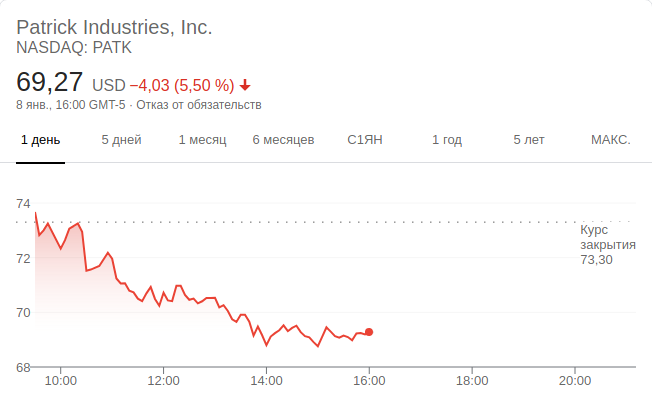 Patrick Industries, Inc.
NASDAQ: PATK
69,27 USD −4,03 (5,50 %)
8 янв., 16:00 GMT-5 · Отказ от обязательств
1 день 5 дней 1 месяц 6 месяцев С1ЯН 1 год 5 лет МАКС.
74
Курс
закрытия
73,30
72
70
68
10:00 12:00 14:00 16:00 18:00 20:00